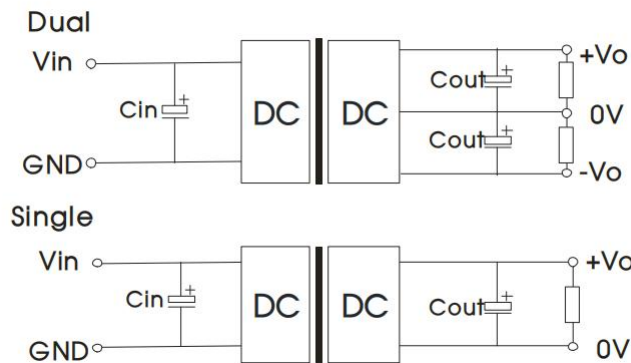 Dual
Vin
+Vo
Cin
+
DC
DC
Cout
+
0V
Cout
+
GND
-Vo
Single
Vin
+Vo
Cin
+
DC
DC
Cout
+
GND
0V